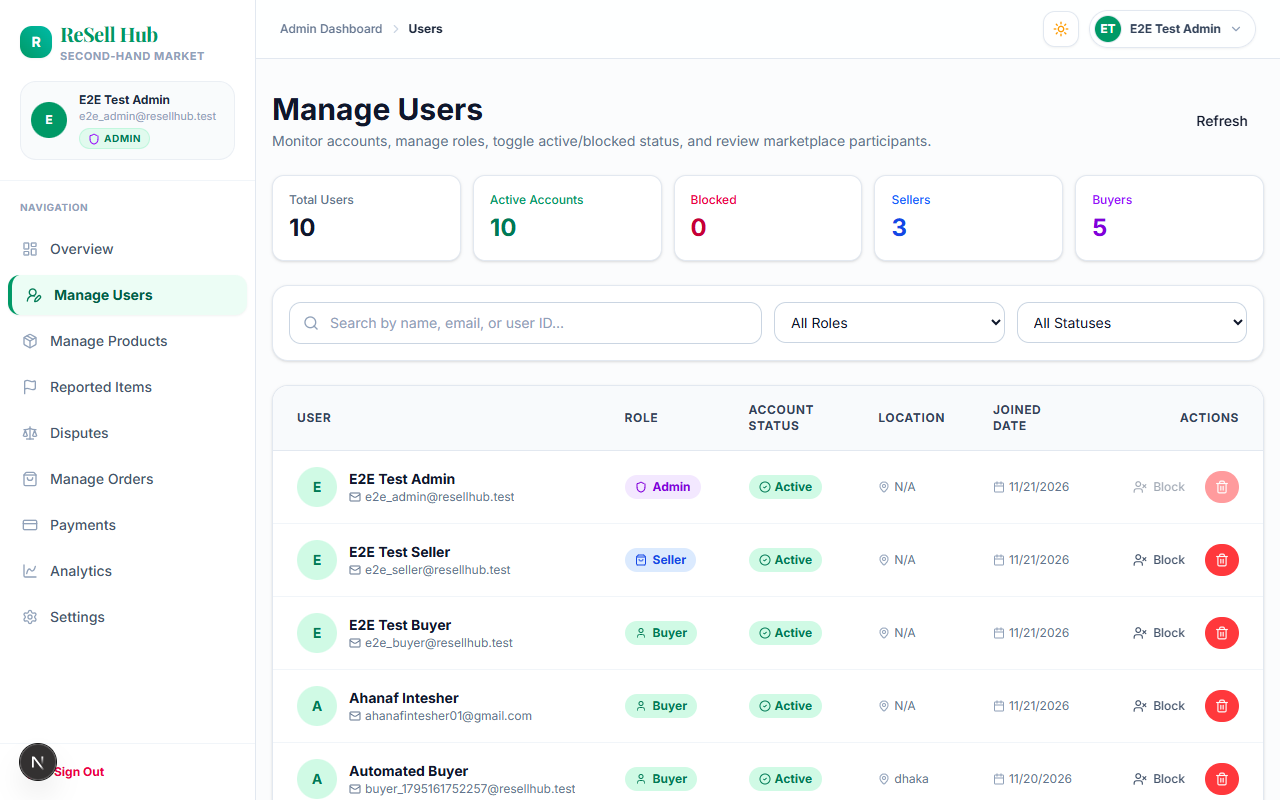 R
ReSell Hub
SECOND-HAND MARKET
E
E2E Test Admin
e2e_admin@resellhub.test
ADMIN
NAVIGATION
Overview
Manage Users
Manage Products
Reported Items
Disputes
Manage Orders
Payments
Analytics
Settings
N
Sign Out
Admin Dashboard
Users
ET
E2E Test Admin
Manage Users
Monitor accounts, manage roles, toggle active/blocked status, and review marketplace participants.
Refresh
Total Users
10
Active Accounts
10
Blocked
0
Sellers
3
Buyers
5
Search by name, email, or user ID...
All Roles
All Statuses
USER ROLE ACCOUNT STATUS LOCATION JOINED DATE ACTIONS
E
E2E Test Admin
e2e_admin@resellhub.test
Admin
Active
N/A
11/21/2026
Block
E
E2E Test Seller
e2e_seller@resellhub.test
Seller
Active
N/A
11/21/2026
Block
E
E2E Test Buyer
e2e_buyer@resellhub.test
Buyer
Active
N/A
11/21/2026
Block
A
Ahanaf Intesher
ahanafintesher01@gmail.com
Buyer
Active
N/A
11/21/2026
Block
A
Automated Buyer
buyer_1795161752257@resellhub.test
Buyer
Active
dhaka
11/20/2026
Block